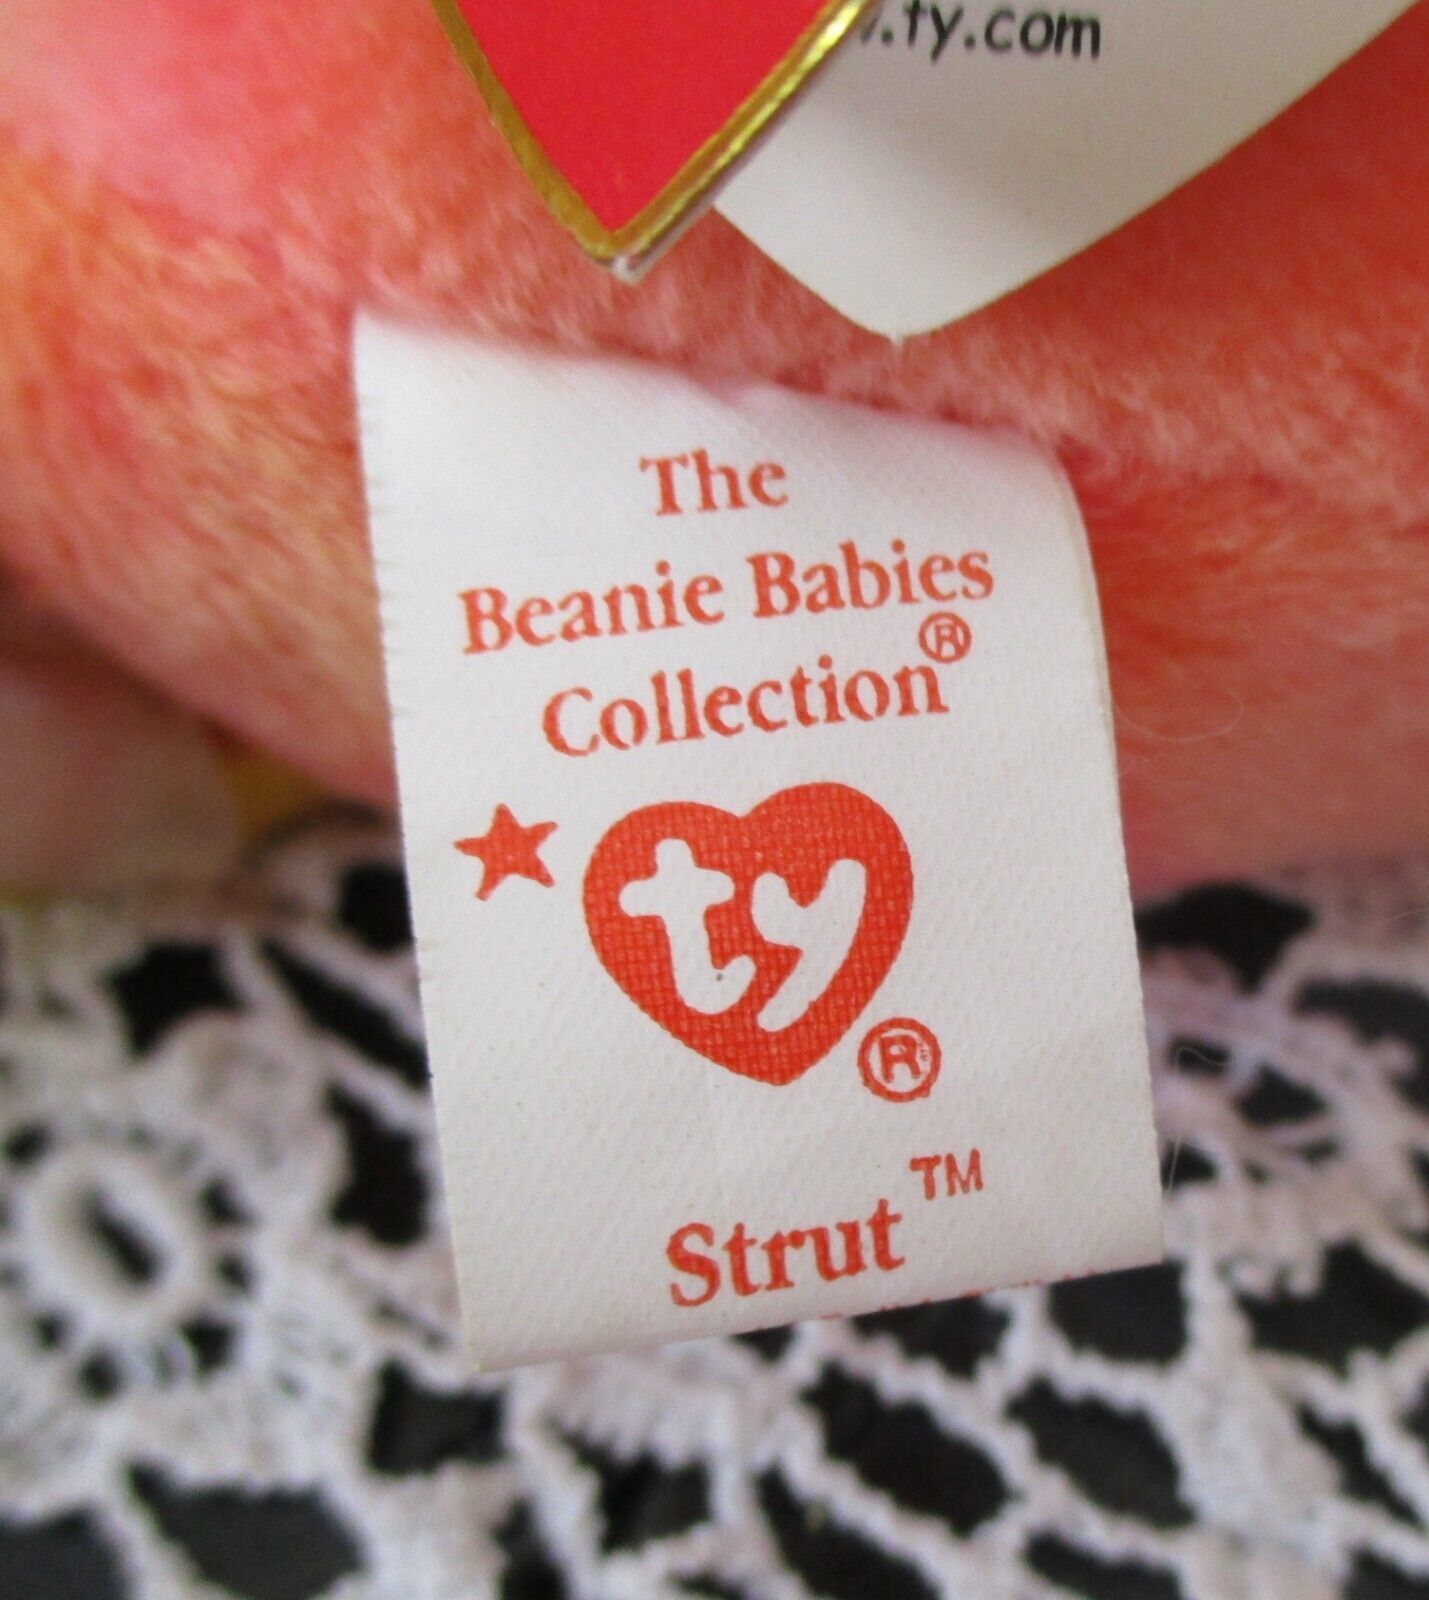 .ty.com
The
Beanie Babies
Collection®
ty®
Strut™